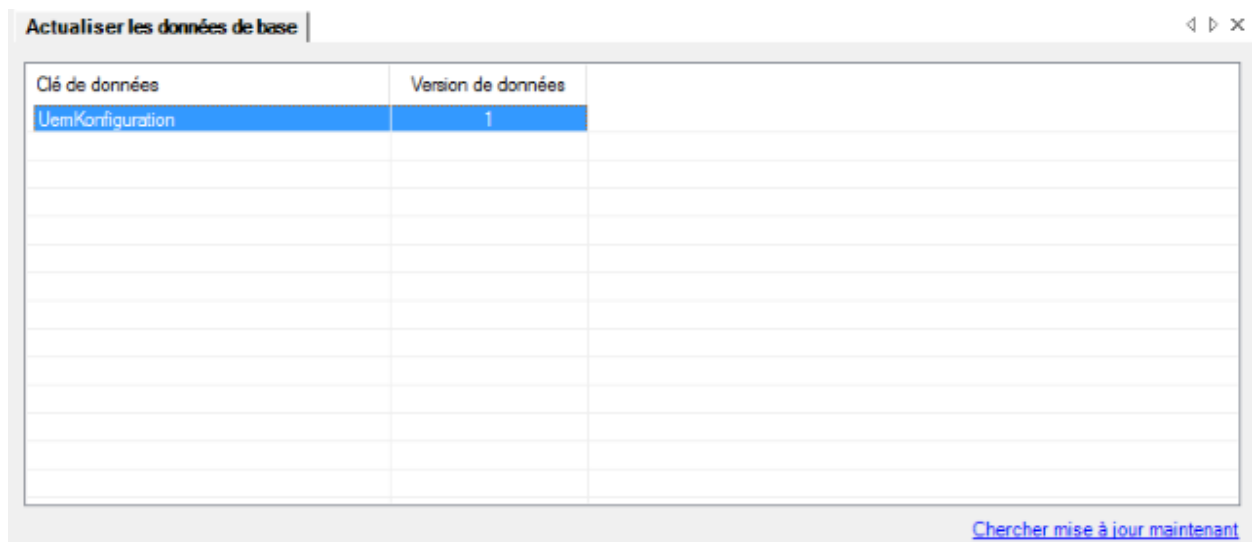 Actualiser les données de base
Clé de données Version de données
UemKonfiguration 1
Chercher mise à jour maintenant